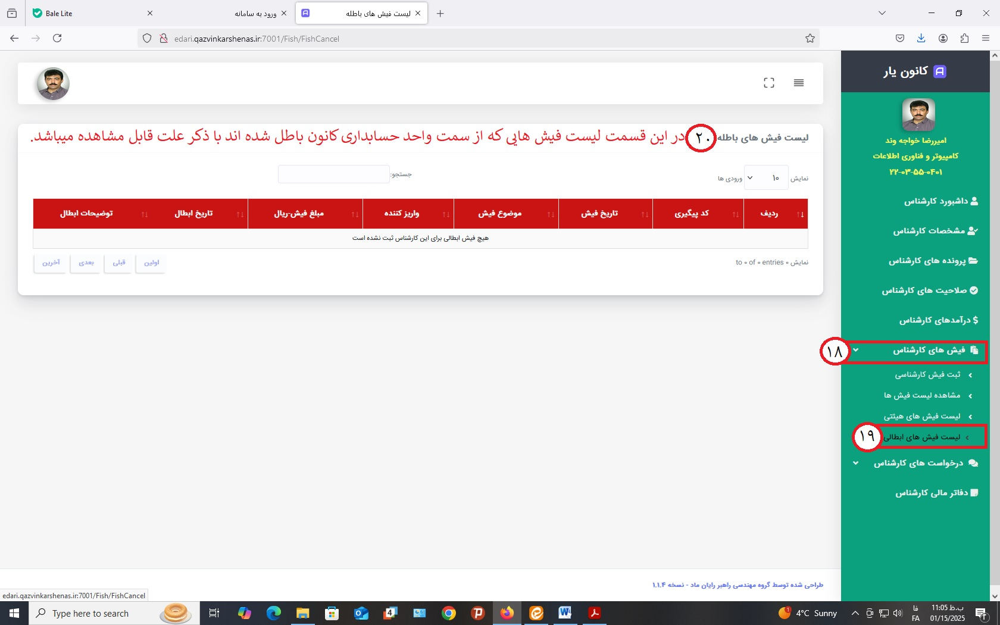 Bale Lite
ورود به سامانه
لیست فیش های باطله
edari.qazvinkarshenas.ir:7001/Fish/FishCancel
کانون یار
امیررضا خواجه وند
کامپیوتر و فناوری اطلاعات
۲۲-۰۳-۵۵-۰۴۰۱
داشبورد کارشناس
مشخصات کارشناس
پرونده های کارشناس
صلاحیت های کارشناس
درآمدهای کارشناس
فیش های کارشناس
۱۸
ثبت فیش کارشناسی
مشاهده لیست فیش ها
لیست فیش های هیئتی
لیست فیش های ابطالی
۱۹
درخواست های کارشناس
دفاتر مالی کارشناس
لیست فیش های باطله
۲۰
در این قسمت لیست فیش هایی که از سمت واحد حسابداری کانون باطل شده اند با ذکر علت قابل مشاهده میباشد.
نمایش ۱۰ ورودی ها
جستجو:
ردیف کد پیگیری تاریخ فیش موضوع فیش واریز کننده مبلغ فیش-ریال تاریخ ابطال توضیحات ابطال
هیچ فیش ابطالی برای این کارشناس ثبت نشده است
نمایش ۰ to ۰ of ۰ entries
اولین قبلی بعدی آخرین
طراحی شده توسط گروه مهندسی راهبر رایان ماد - نسخه ۱.۱.۴
edari.qazvinkarshenas.ir:7001/Fish/FishCancel
Type here to search
4
1
4°C Sunny
فا
FA
11:05 ب.ظ
01/15/2025